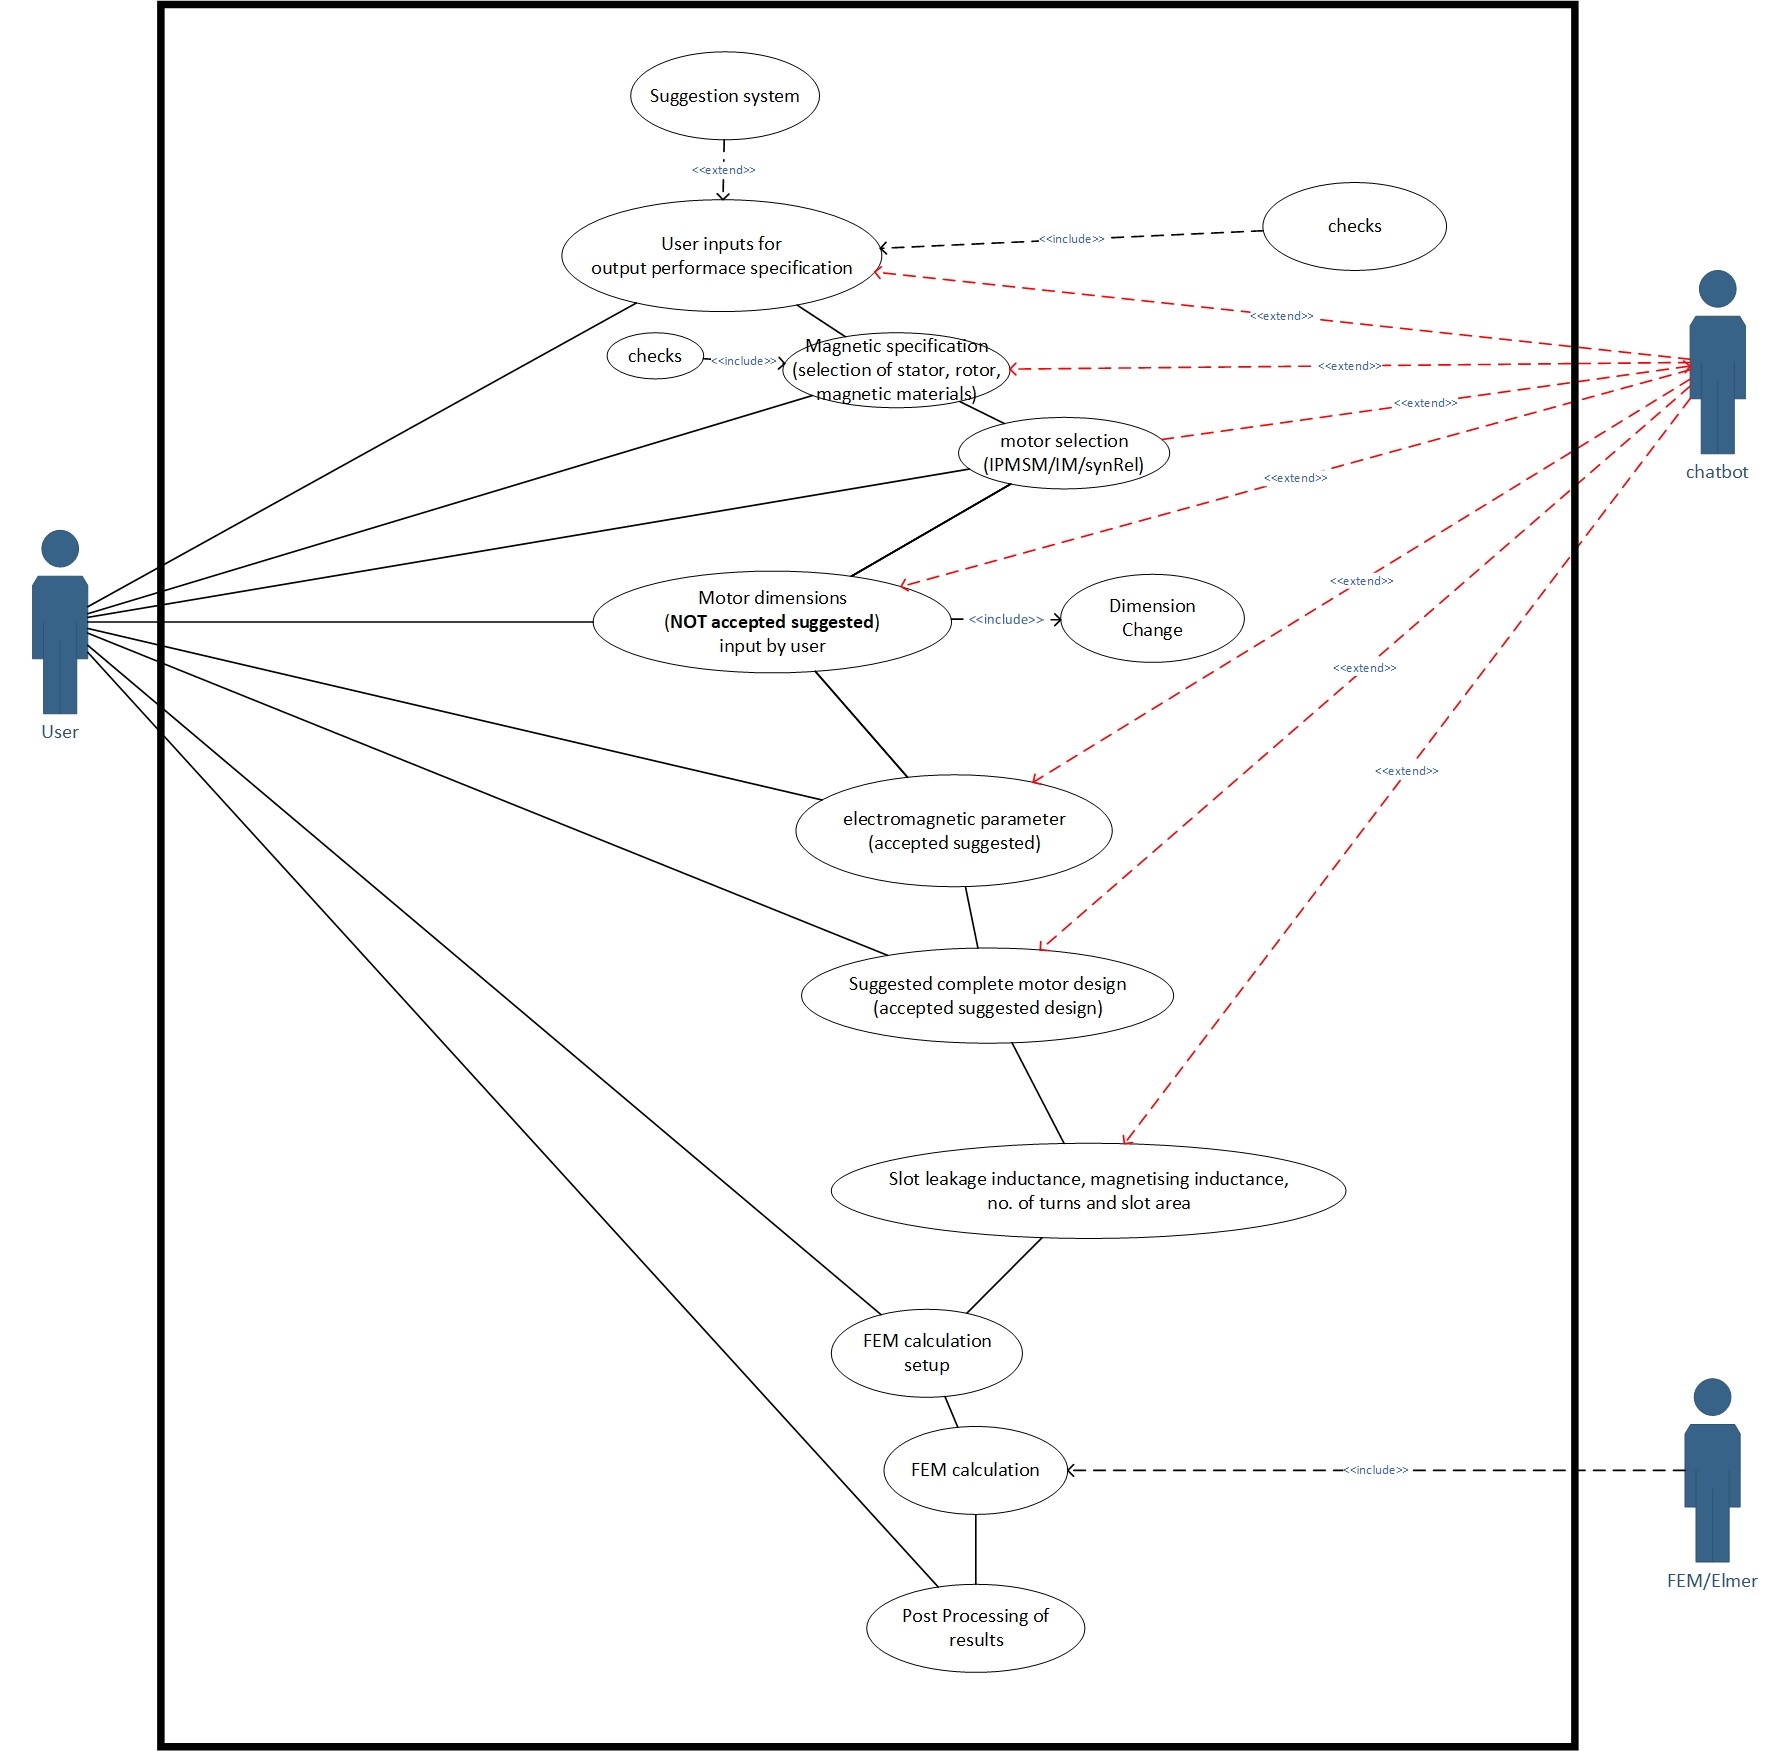 Suggestion system
<<extend>>
User inputs for
output performace specification
<<include>>
checks
<<extend>>
checks
<<include>>
Magnetic specification
(selection of stator, rotor,
magnetic materials)
<<extend>>
<<extend>>
motor selection
(IPMSM/IM/synRel)
<<extend>>
chatbot
Motor dimensions
(NOT accepted suggested)
input by user
<<include>>
Dimension
Change
<<extend>>
<<extend>>
User
<<extend>>
electromagnetic parameter
(accepted suggested)
Suggested complete motor design
(accepted suggested design)
Slot leakage inductance, magnetising inductance,
no. of turns and slot area
FEM calculation
setup
FEM calculation
<<include>>
FEM/Elmer
Post Processing of
results